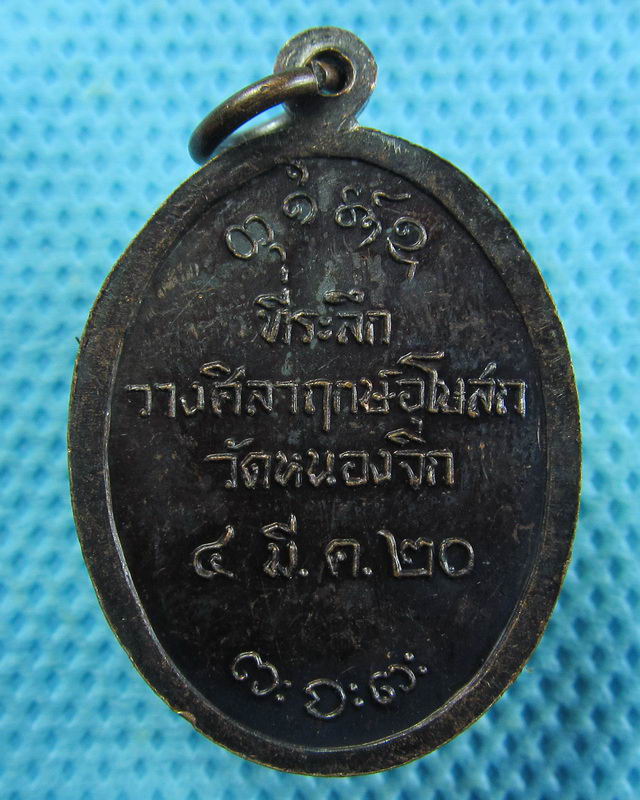 ที่ระลึก
วางศิลาฤกษ์อุโบสถ
วัดหนองจิก
๔ มี.ค.๒๐